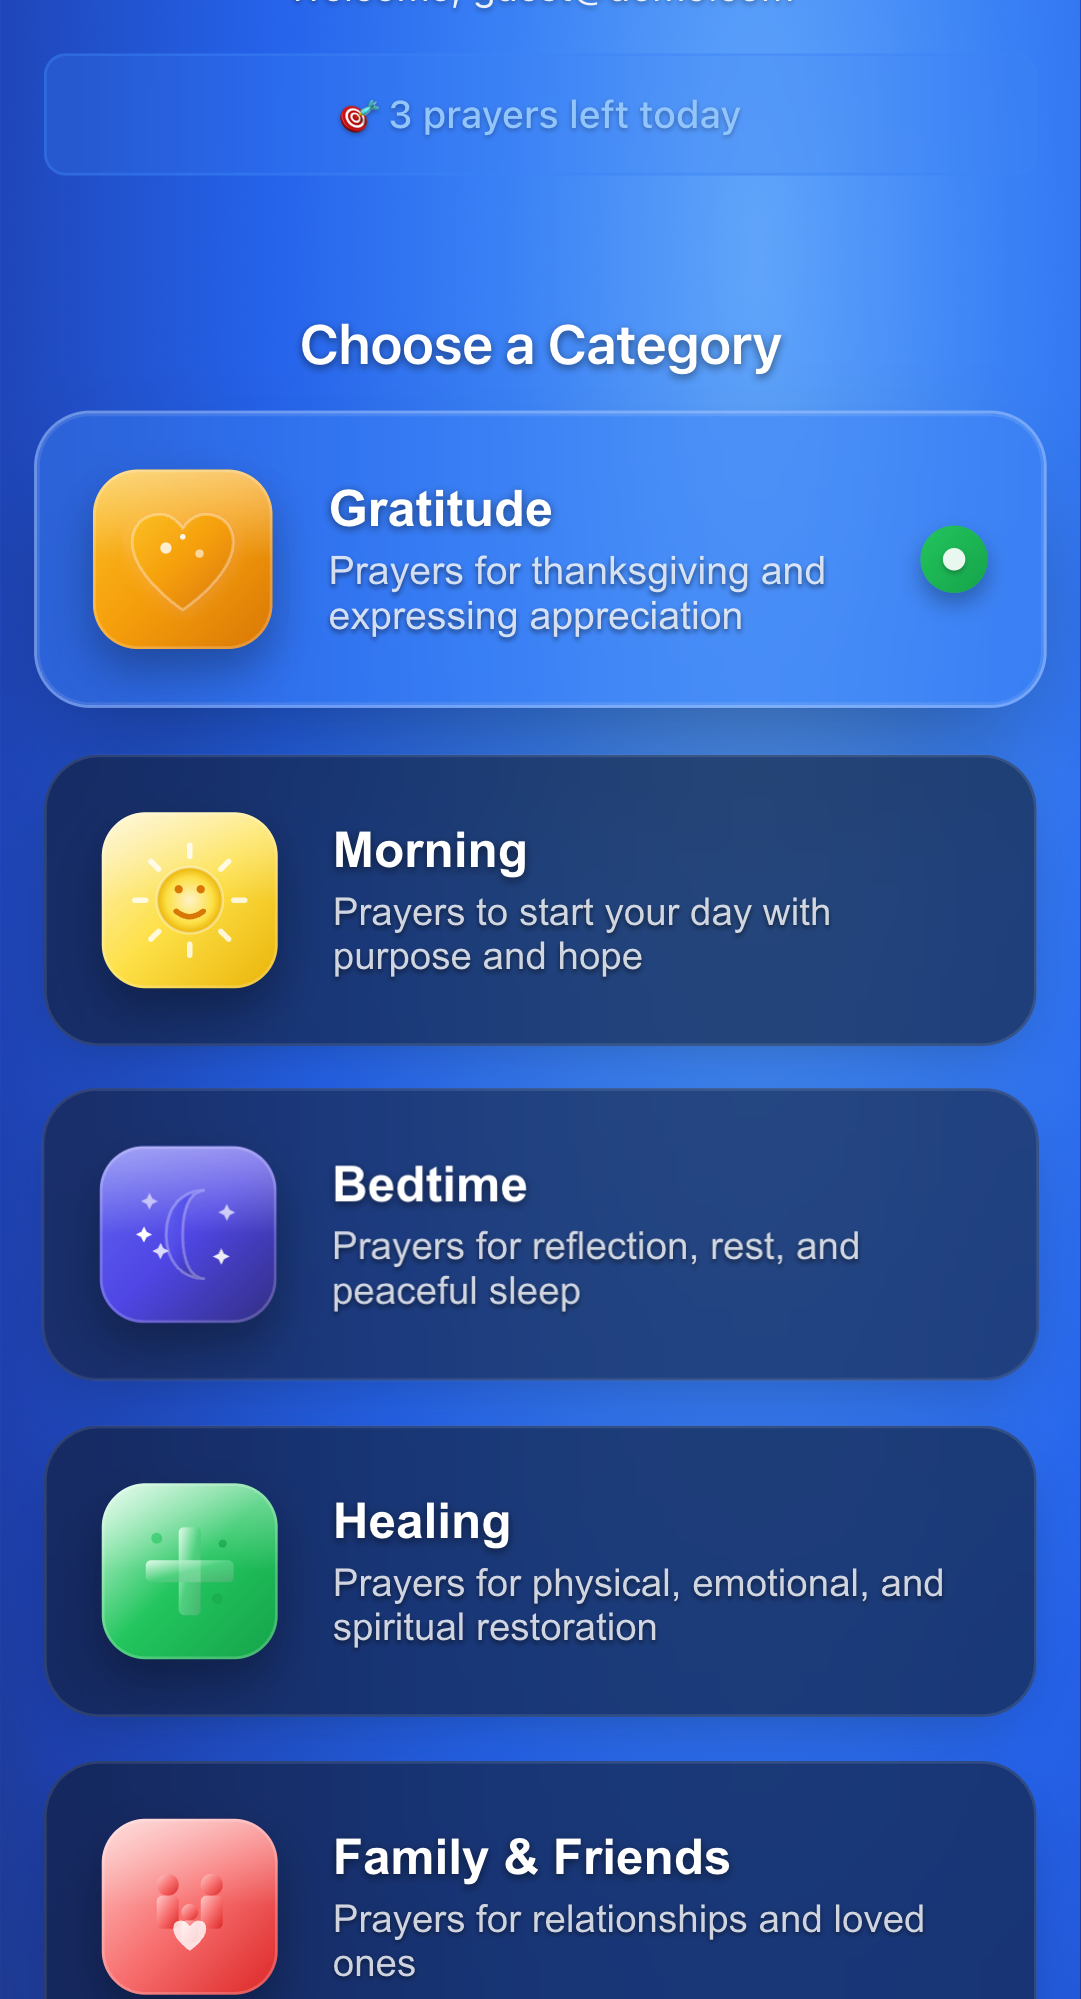 🎯 3 prayers left today
Choose a Category
Gratitude
Prayers for thanksgiving and
expressing appreciation
Morning
Prayers to start your day with
purpose and hope
Bedtime
Prayers for reflection, rest, and
peaceful sleep
Healing
Prayers for physical, emotional, and
spiritual restoration
Family & Friends
Prayers for relationships and loved
ones